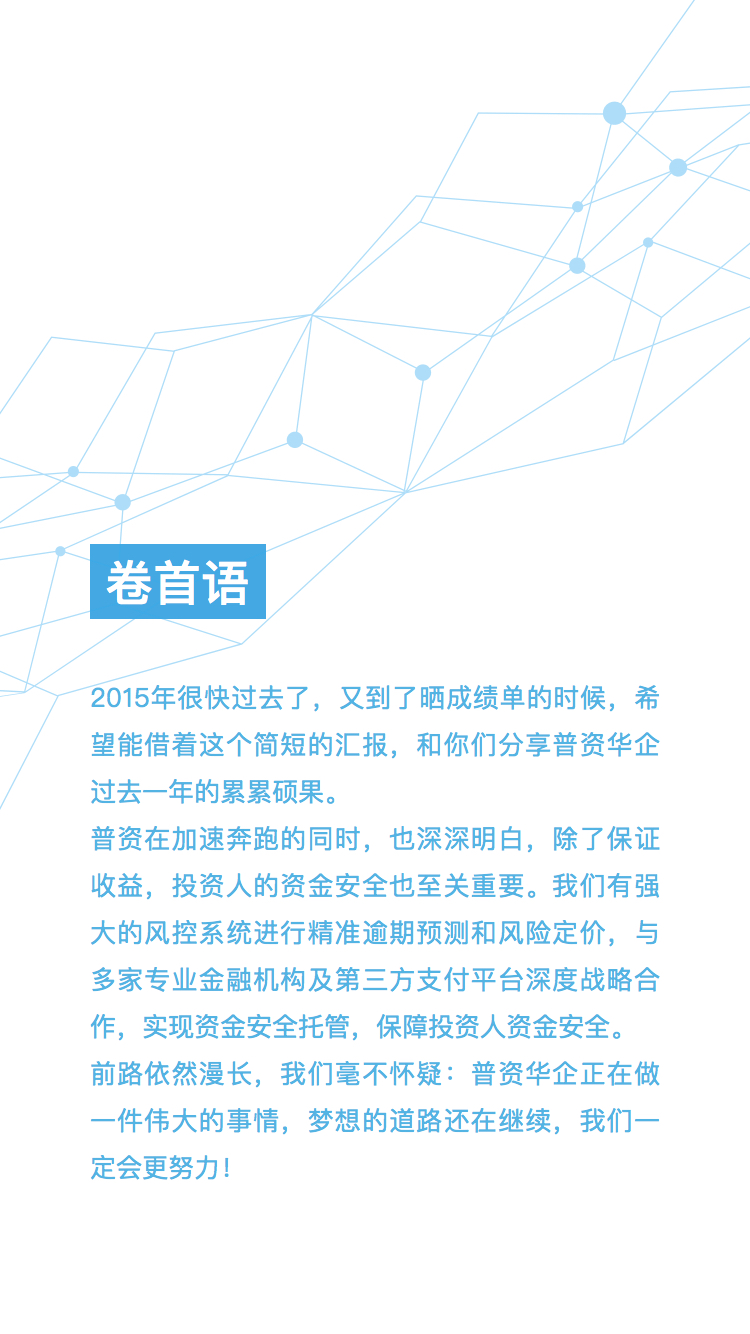 卷首语
2015年很快过去了，又到了晒成绩单的时候，希
望能借着这个简短的汇报，和你们分享普资华企
过去一年的累累硕果。
普资在加速奔跑的同时，也深深明白，除了保证
收益，投资人的资金安全也至关重要。我们有强
大的风控系统进行精准逾期预测和风险定价，与
多家专业金融机构及第三方支付平台深度战略合
作，实现资金安全托管，保障投资人资金安全。
前路依然漫长，我们毫不怀疑：普资华企正在做
一件伟大的事情，梦想的道路还在继续，我们一
定会更努力！